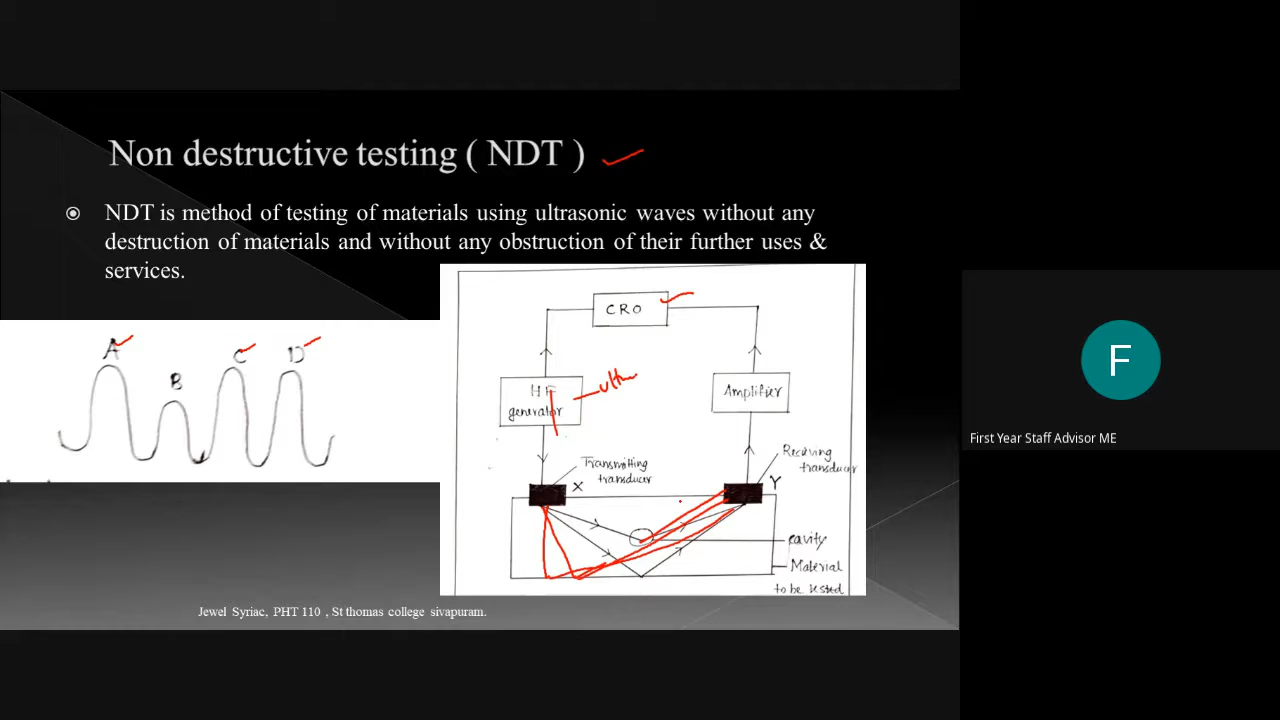 Non destructive testing ( NDT )
NDT is method of testing of materials using ultrasonic waves without any
destruction of materials and without any obstruction of their further uses &
services.
A
B
C
D
CRO
HF
generator
Amplifier
Transmitting
transducer
X
Receiving
transducer
Y
cavity
Material
to be tested
Jewel Syriac, PHT 110 , St thomas college sivapuram.
F
First Year Staff Advisor ME